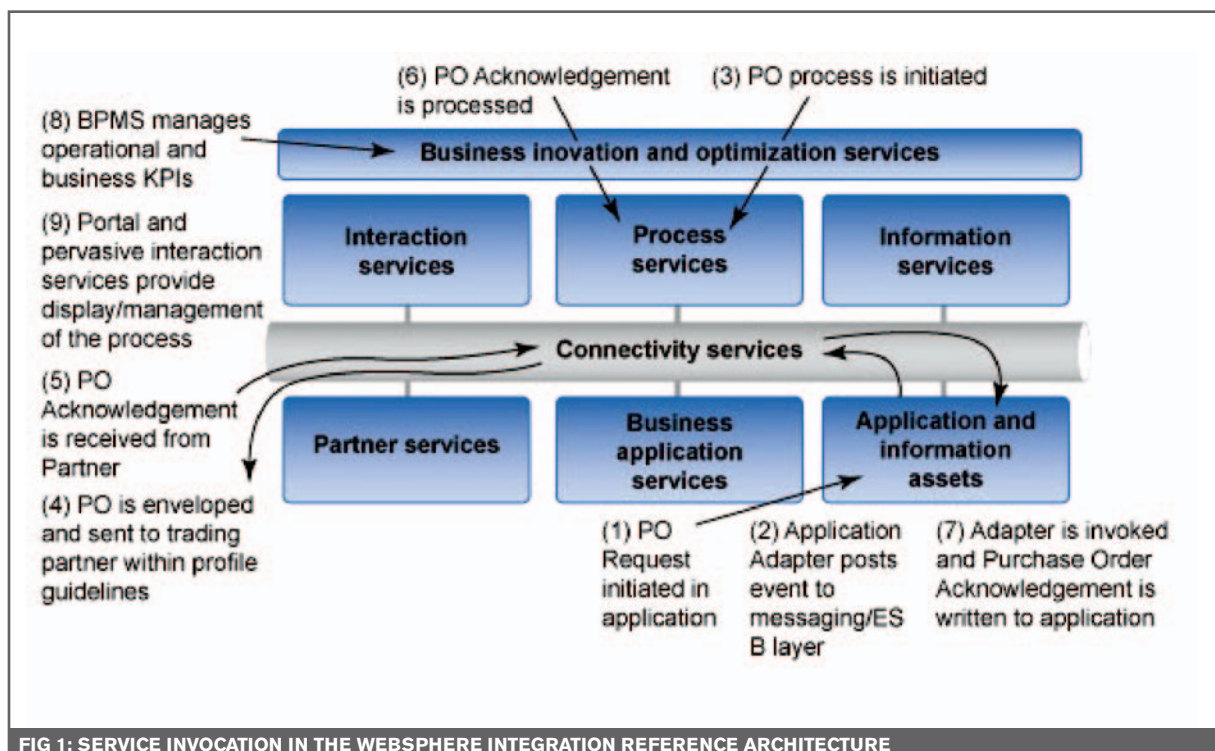 (6) PO Acknowledgement
is processed
(3) PO process is initiated
(8) BPMS manages
operational and
business KPIs
Business inovation and optimization services
(9) Portal and
pervasive interaction
services provide
display/management
of the process
Interaction
services
Process
services
Information
services
Connectivity services
(5) PO
Acknowledgement
is received from
Partner
Partner services
Business
application
services
Application and
information
assets
(4) PO is enveloped
and sent to trading
partner within profile
guidelines
(1) PO
Request
initiated in
application
(2) Application
Adapter posts
event to
messaging/ES
B layer
(7) Adapter is invoked
and Purchase Order
Acknowledgement is
written to application
FIG 1: SERVICE INVOCATION IN THE WEBSPHERE INTEGRATION REFERENCE ARCHITECTURE